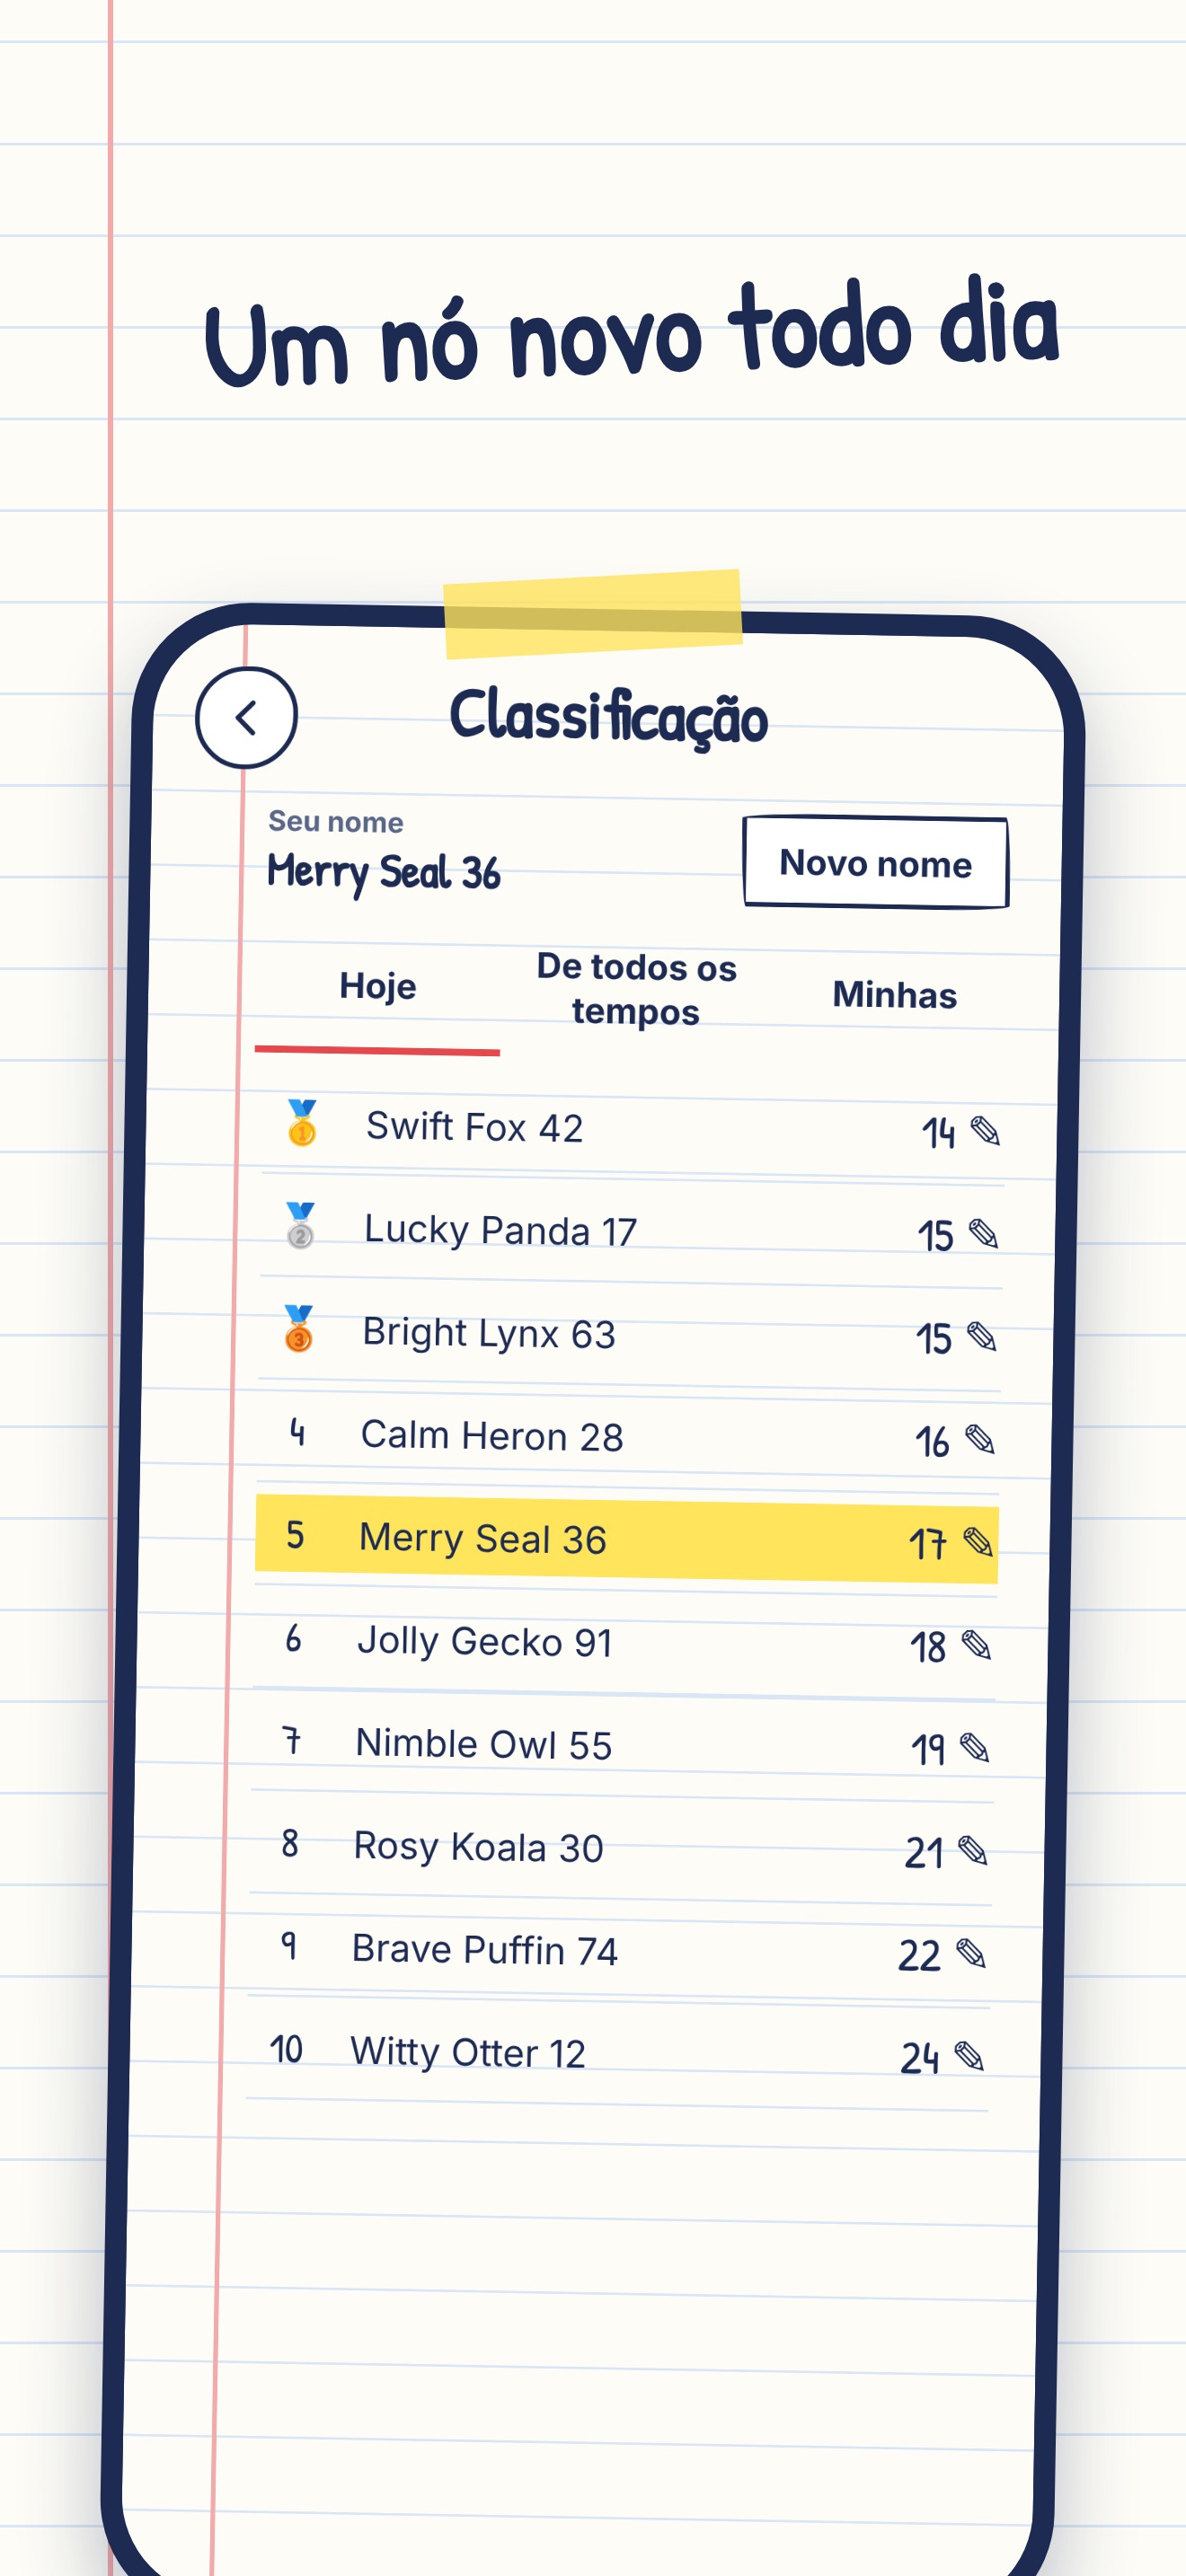 Um nó novo todo dia
Classificação
Seu nome
Merry Seal 36
Novo nome
Hoje
De todos os
tempos
Minhas
1 Swift Fox 42 14
2 Lucky Panda 17 15
3 Bright Lynx 63 15
4 Calm Heron 28 16
5 Merry Seal 36 17
6 Jolly Gecko 91 18
7 Nimble Owl 55 19
8 Rosy Koala 30 21
9 Brave Puffin 74 22
10 Witty Otter 12 24